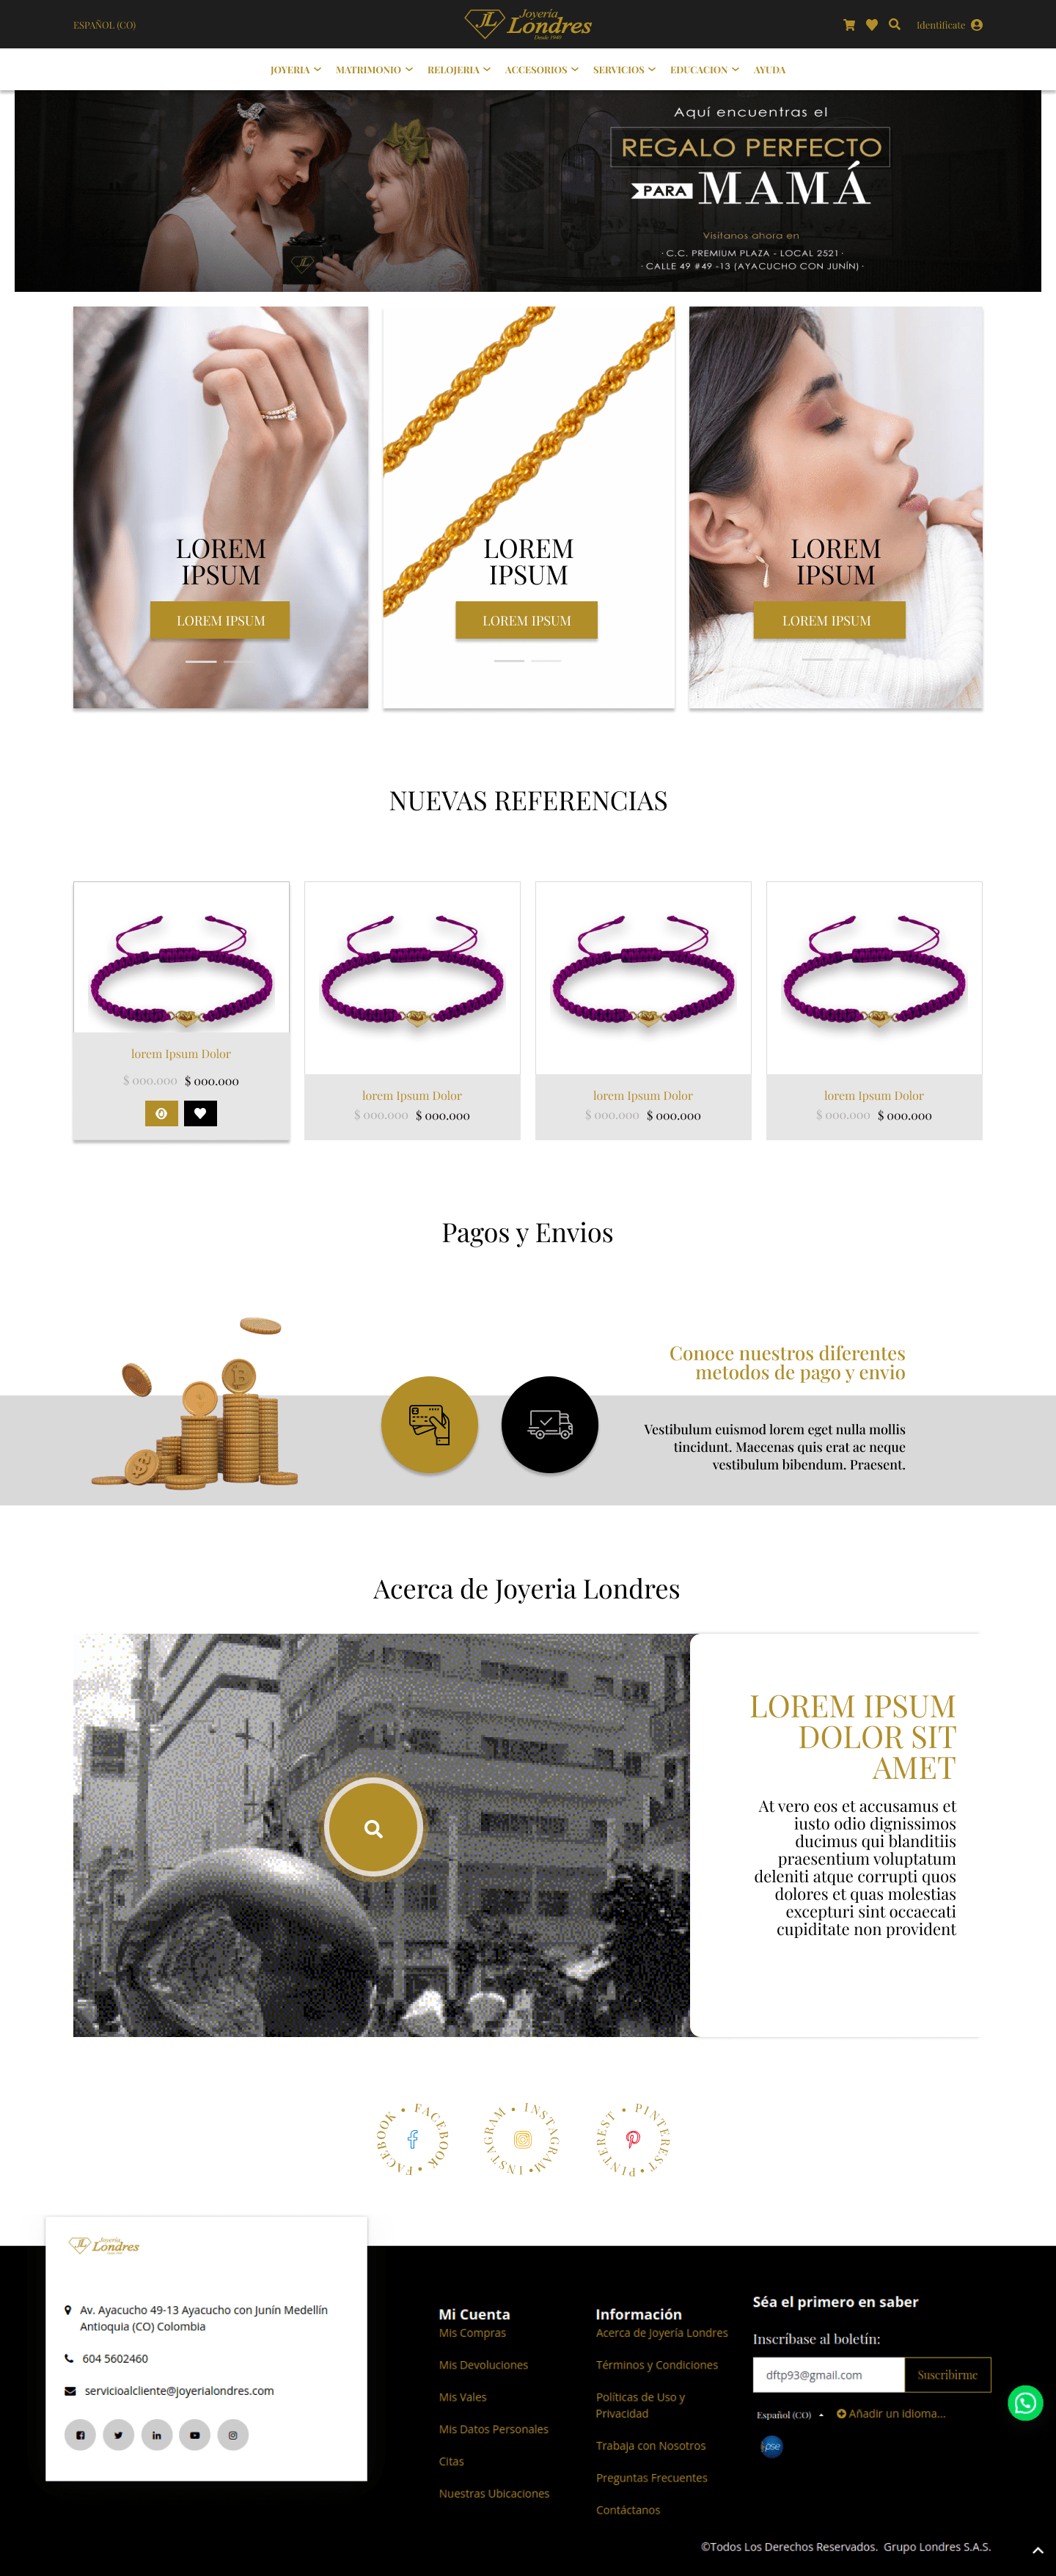 ESPAÑOL (CO)
JL Joyería
Londres
Desde 1949
Identificate
JOYERIA
MATRIMONIO
RELOJERIA
ACCESORIOS
SERVICIOS
EDUCACION
AYUDA
Aquí encuentras el
REGALO PERFECTO
PARA MAMÁ
Visítanos ahora en
· C.C. PREMIUM PLAZA - LOCAL 2521 ·
· CALLE 49 #49 -13 (AYACUCHO CON JUNÍN) ·
LOREM
IPSUM
LOREM IPSUM
LOREM
IPSUM
LOREM IPSUM
LOREM
IPSUM
LOREM IPSUM
NUEVAS REFERENCIAS
lorem Ipsum Dolor
$ 000.000 $ 000.000
lorem Ipsum Dolor
$ 000.000 $ 000.000
lorem Ipsum Dolor
$ 000.000 $ 000.000
lorem Ipsum Dolor
$ 000.000 $ 000.000
Pagos y Envios
Conoce nuestros diferentes
metodos de pago y envio
Vestibulum euismod lorem eget nulla mollis
tincidunt. Maecenas quis erat ac neque
vestibulum bibendum. Praesent.
Acerca de Joyeria Londres
LOREM IPSUM
DOLOR SIT
AMET
At vero eos et accusamus et
iusto odio dignissimos
ducimus qui blanditiis
praesentium voluptatum
deleniti atque corrupti quos
dolores et quas molestias
excepturi sint occaecati
cupiditate non provident
FACEBOOK • FACEBOOK •
INSTAGRAM • INSTAGRAM •
PINTEREST • PINTEREST •
JL Joyería
Londres
Av. Ayacucho 49-13 Ayacucho con Junín Medellín
Antioquia (CO) Colombia
604 5602460
servicioalcliente@joyerialondres.com
Mi Cuenta
Mis Compras
Mis Devoluciones
Mis Vales
Mis Datos Personales
Citas
Nuestras Ubicaciones
Información
Acerca de Joyería Londres
Términos y Condiciones
Políticas de Uso y
Privacidad
Trabaja con Nosotros
Preguntas Frecuentes
Contáctanos
Séa el primero en saber
Inscríbase al boletín:
dftp93@gmail.com
Suscribirme
Español (CO)
Añadir un idioma...
pse
©Todos Los Derechos Reservados. Grupo Londres S.A.S.